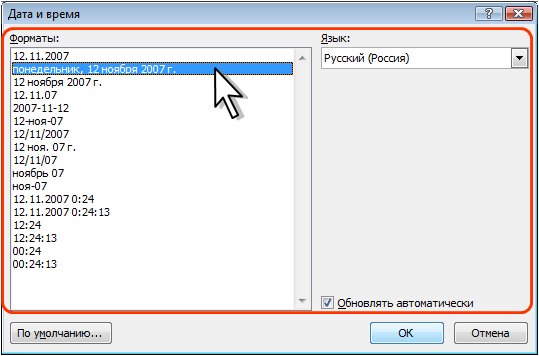 Дата и время
Форматы:
12.11.2007
понедельник, 12 ноября 2007 г.
12 ноября 2007 г.
12.11.07
2007-11-12
12-ноя-07
12/11/2007
12 ноя. 07 г.
12/11/07
ноябрь 07
ноя-07
12.11.2007 0:24
12.11.2007 0:24:13
12:24
12:24:13
00:24
00:24:13
Язык:
Русский (Россия)
Обновлять автоматически
По умолчанию...
ОК
Отмена